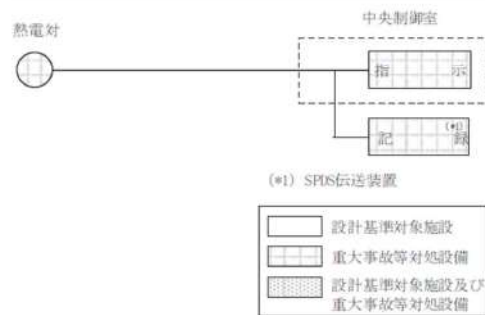 中央制御室
熱電対
指 示
(*1)
記 録
(*1) SPDS伝送装置
設計基準対象施設
重大事故等対処設備
設計基準対象施設及び
重大事故等対処設備